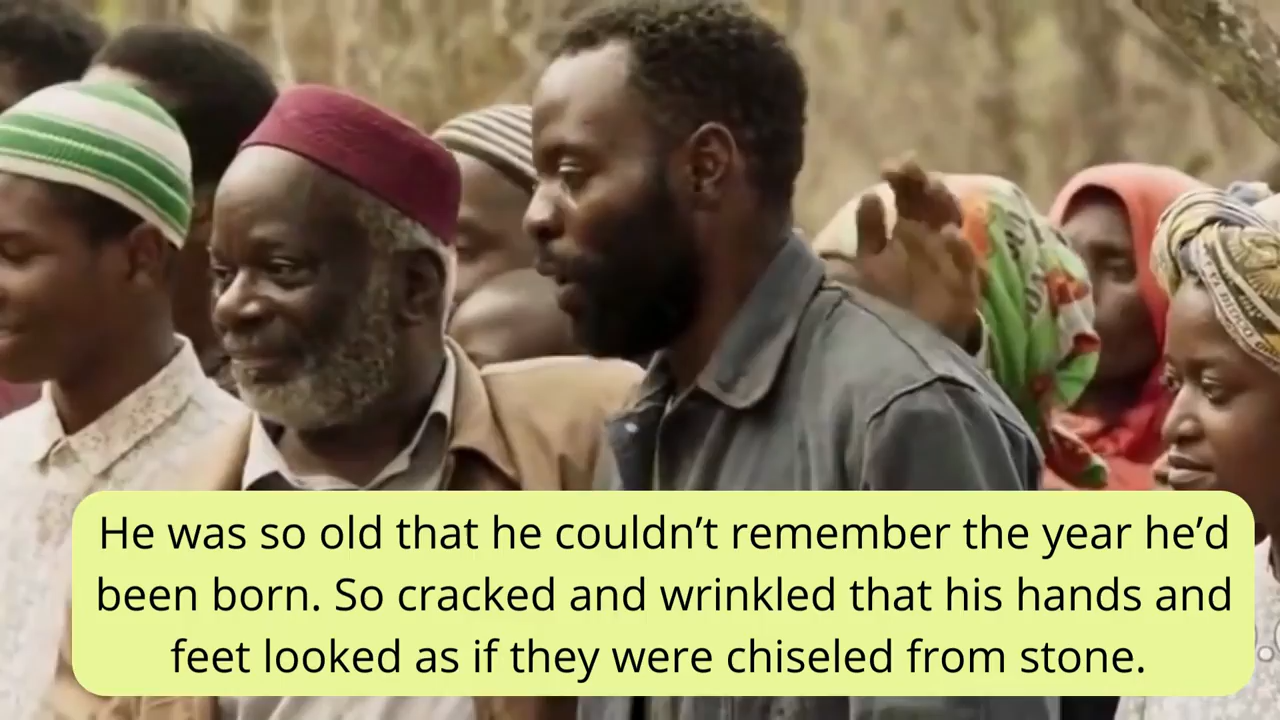 He was so old that he couldn’t remember the year he’d
been born. So cracked and wrinkled that his hands and
feet looked as if they were chiseled from stone.